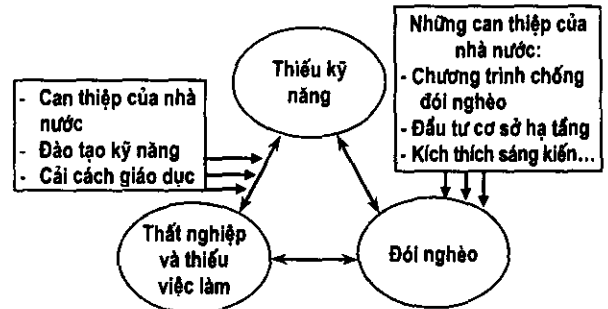 Những can thiệp của
nhà nước:
- Chương trình chống
đói nghèo
- Đầu tư cơ sở hạ tầng
- Kích thích sáng kiến...
Thiếu kỹ
năng
- Can thiệp của nhà
nước
- Đào tạo kỹ năng
- Cải cách giáo dục
Thất nghiệp
và thiếu
việc làm
Đói nghèo